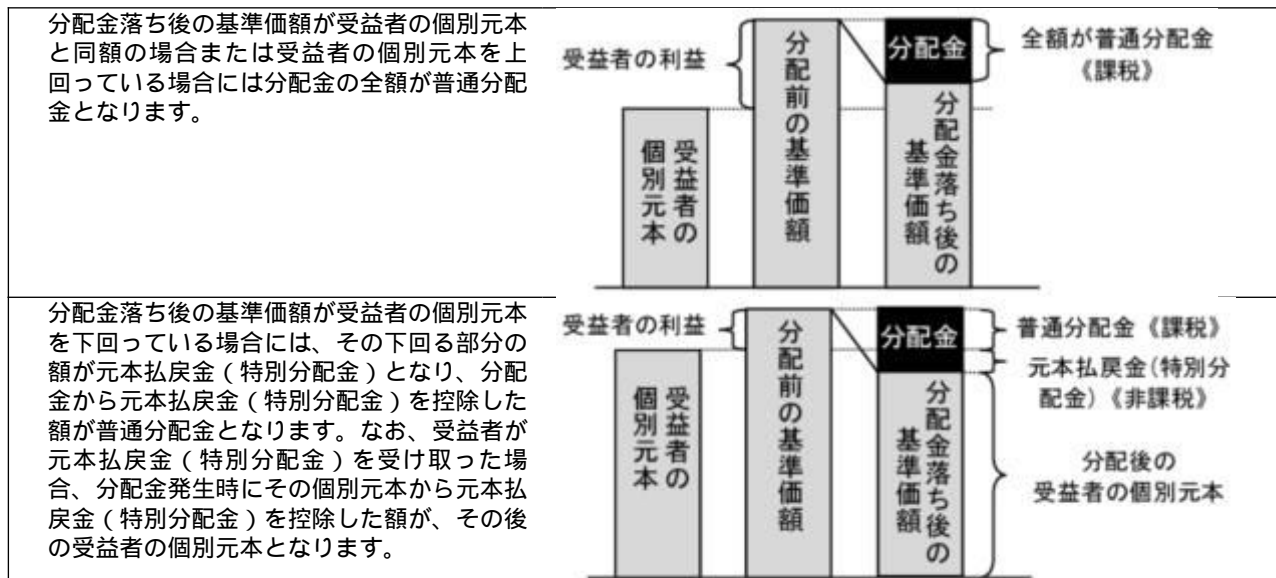 分配金落ち後の基準価額が受益者の個別元本
と同額の場合または受益者の個別元本を上
回っている場合には分配金の全額が普通分配
金となります。
受益者の利益
受益者の
個別元本
分配前の基準価額
分配金
分配金落ち後の
基準価額
全額が普通分配金
《課税》
分配金落ち後の基準価額が受益者の個別元本
を下回っている場合には、その下回る部分の
額が元本払戻金（特別分配金）となり、分配
金から元本払戻金（特別分配金）を控除した
額が普通分配金となります。なお、受益者が
元本払戻金（特別分配金）を受け取った場
合、分配金発生時にその個別元本から元本払
戻金（特別分配金）を控除した額が、その後
の受益者の個別元本となります。
受益者の利益
受益者の
個別元本
分配前の基準価額
分配金
分配金落ち後の
基準価額
普通分配金《課税》
元本払戻金(特別分
配金)《非課税》
分配後の
受益者の個別元本